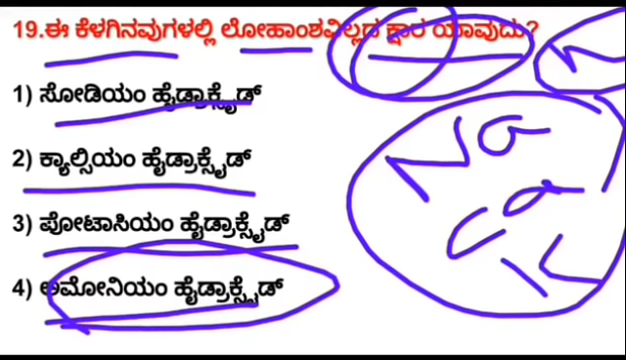 19.ಈ ಕೆಳಗಿನವುಗಳಲ್ಲಿ ಲೋಹಾಂಶವಿಲ್ಲದ ಕ್ಷಾರ ಯಾವುದು?
1) ಸೋಡಿಯಂ ಹೈಡ್ರಾಕ್ಸೈಡ್
2) ಕ್ಯಾಲ್ಸಿಯಂ ಹೈಡ್ರಾಕ್ಸೈಡ್
3) ಪೋಟಾಸಿಯಂ ಹೈಡ್ರಾಕ್ಸೈಡ್
4) ಅಮೋನಿಯಂ ಹೈಡ್ರಾಕ್ಸೈಡ್
Na
Ca
K